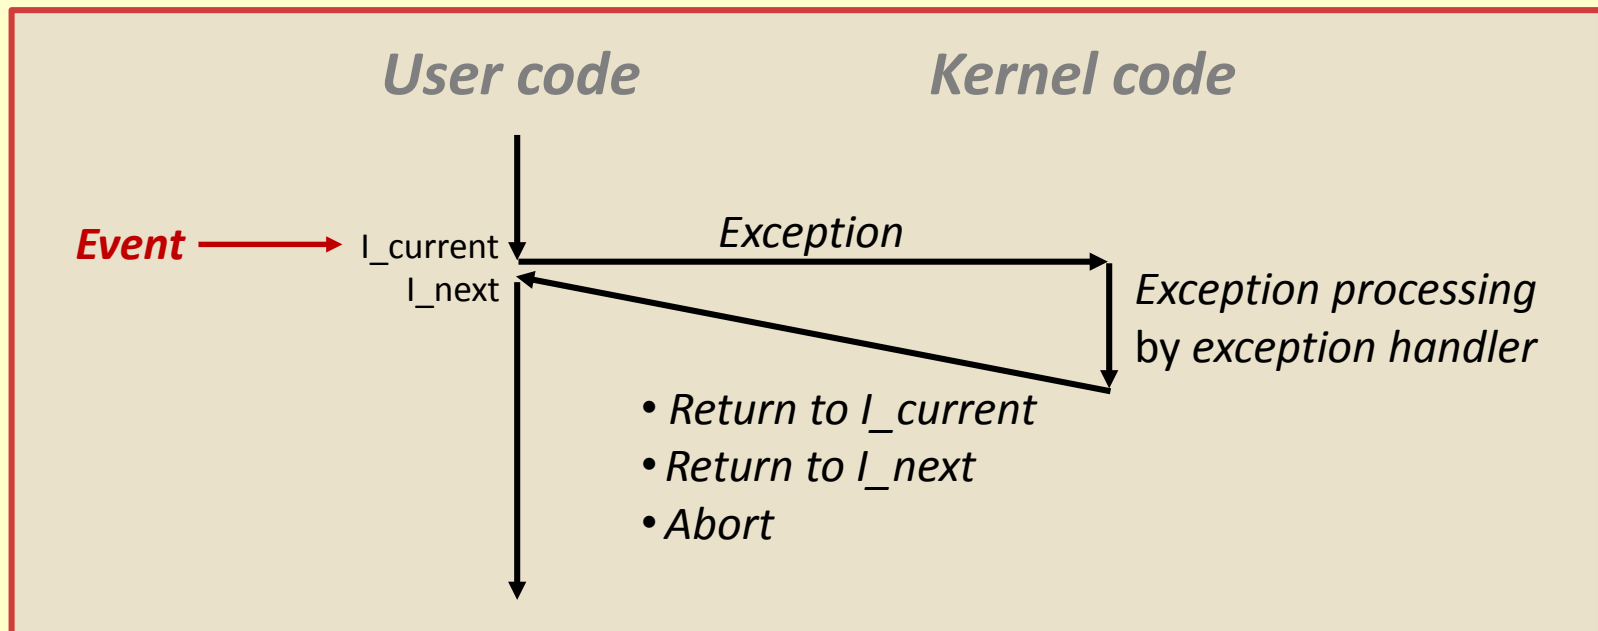 User code
Kernel code
Event
I_current
Exception
I_next
Exception processing
by exception handler
• Return to I_current
• Return to I_next
• Abort